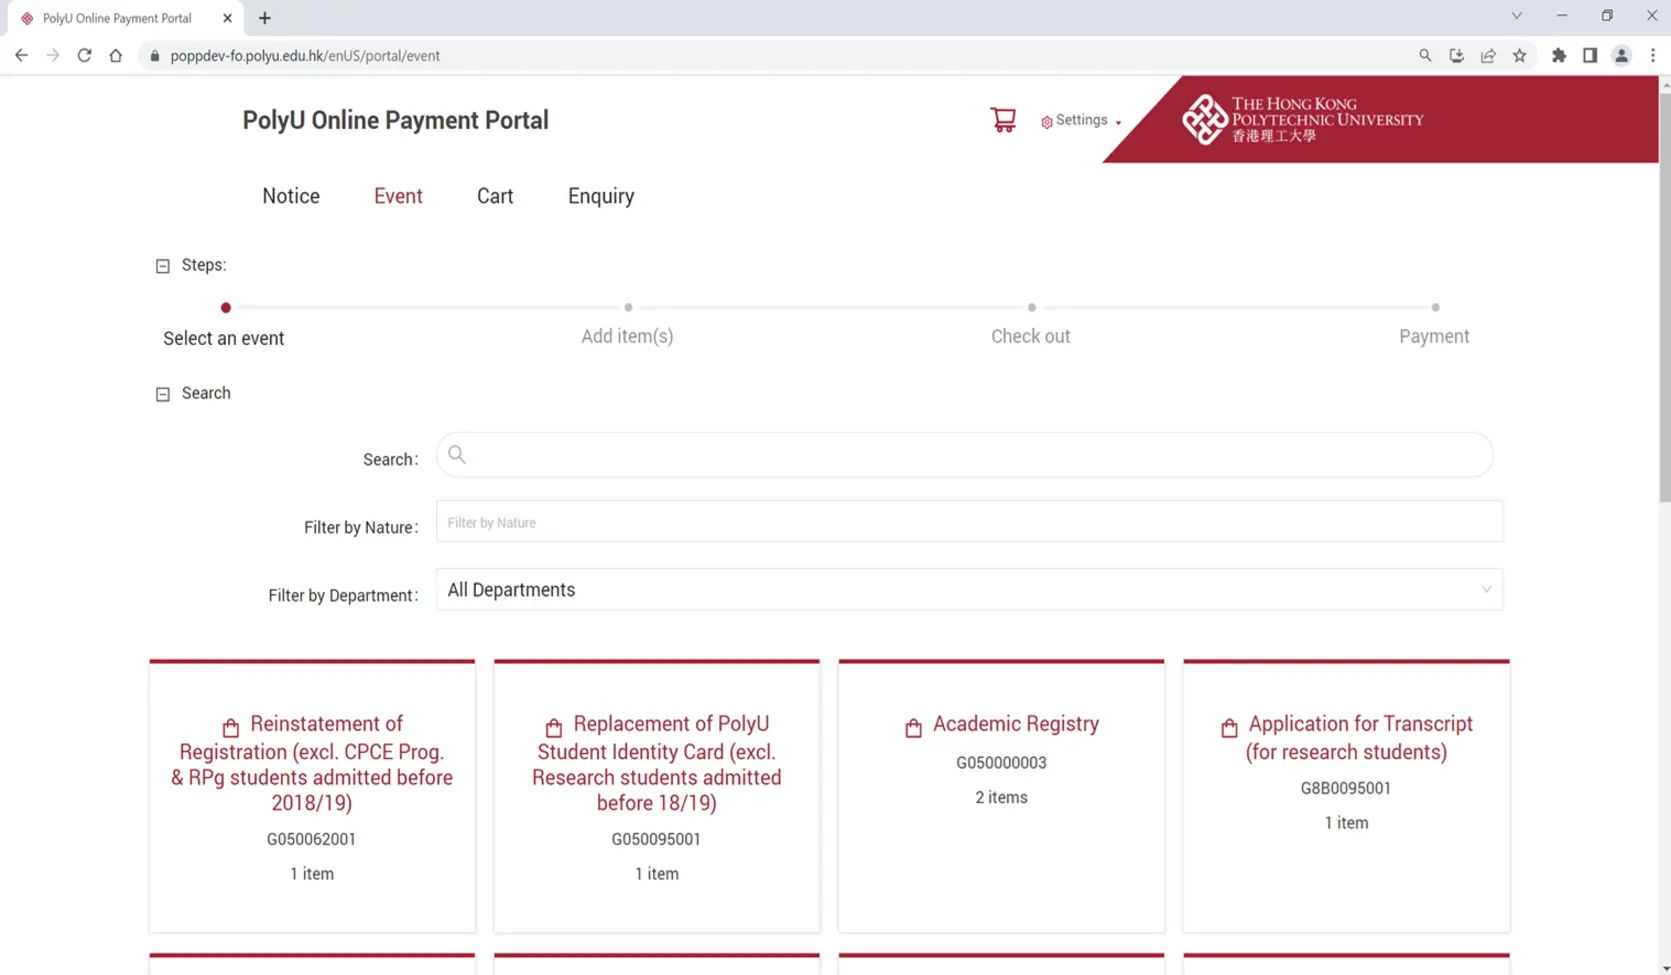 PolyU Online Payment Portal
poppdev-fo.polyu.edu.hk/enUS/portal/event
PolyU Online Payment Portal
Settings
THE HONG KONG
POLYTECHNIC UNIVERSITY
香港理工大學
Notice
Event
Cart
Enquiry
Steps:
Select an event
Add item(s)
Check out
Payment
Search
Search:
Filter by Nature:
Filter by Nature
Filter by Department:
All Departments
Reinstatement of
Registration (excl. CPCE Prog.
& RPg students admitted before
2018/19)
G050062001
1 item
Replacement of PolyU
Student Identity Card (excl.
Research students admitted
before 18/19)
G050095001
1 item
Academic Registry
G050000003
2 items
Application for Transcript
(for research students)
G8B0095001
1 item